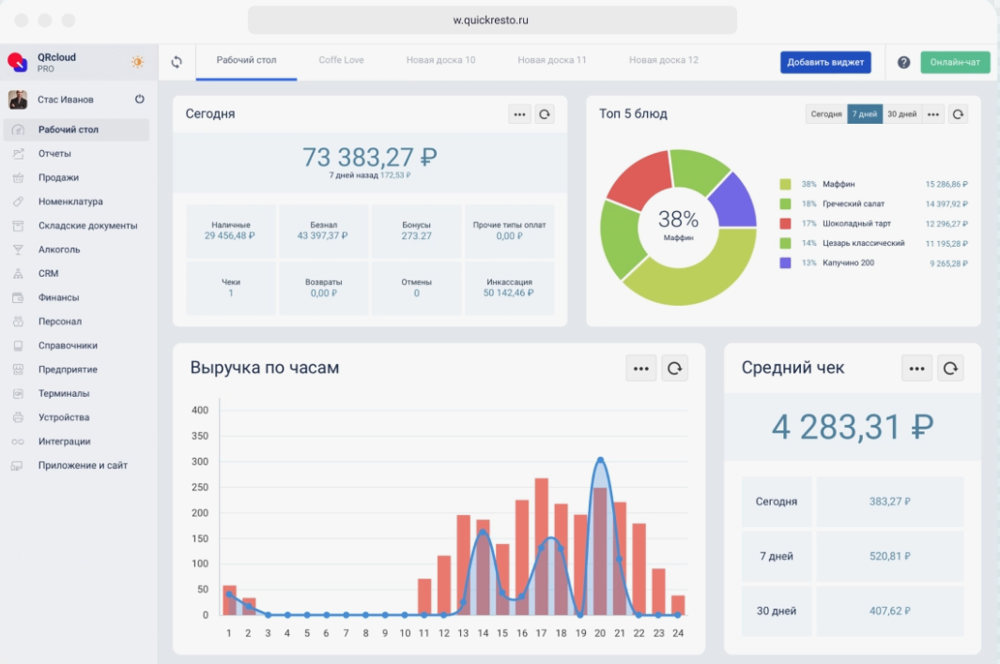 w.quickresto.ru
QRcloud
PRO
Рабочий стол
Coffe Love
Новая доска 10
Новая доска 11
Новая доска 12
Добавить виджет
?
Онлайн-чат
Стас Иванов
Рабочий стол
Отчеты
Продажи
Номенклатура
Складские документы
Алкоголь
CRM
Финансы
Персонал
Справочники
Предприятие
Терминалы
Устройства
Интеграции
Приложение и сайт
Сегодня
73 383,27 ₽
7 дней назад 172,53 ₽
Наличные
29 456,48 ₽
Безнал
43 397,37 ₽
Бонусы
273.27
Прочие типы оплат
0,00 ₽
Чеки
1
Возвраты
0,00 ₽
Отмены
0
Инкассация
50 142,46 ₽
Топ 5 блюд
Сегодня 7 дней 30 дней
38%
Маффин
38% Маффин 15 286,86 ₽
18% Греческий салат 14 397,92 ₽
17% Шоколадный тарт 12 296,27 ₽
14% Цезарь классический 11 195,28 ₽
13% Капучино 200 9 265,28 ₽
Выручка по часам
400
350
300
250
200
150
100
50
0
1 2 3 4 5 6 7 8 9 10 11 12 13 14 15 16 17 18 19 20 21 22 23 24
Средний чек
4 283,31 ₽
Сегодня 383,27 ₽
7 дней 520,81 ₽
30 дней 407,62 ₽